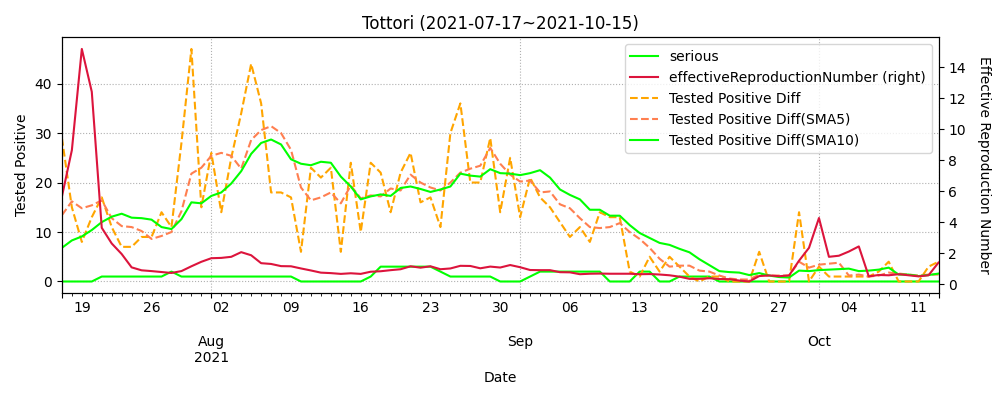 Tottori (2021-07-17~2021-10-15)
serious
effectiveReproductionNumber (right)
Tested Positive Diff
Tested Positive Diff(SMA5)
Tested Positive Diff(SMA10)
Tested Positive
40
30
20
10
0
14
12
10
8
6
4
2
0
Effective Reproduction Number
19 26 02 09 16 23 30 06 13 20 27 04 11
Aug Sep Oct
2021
Date